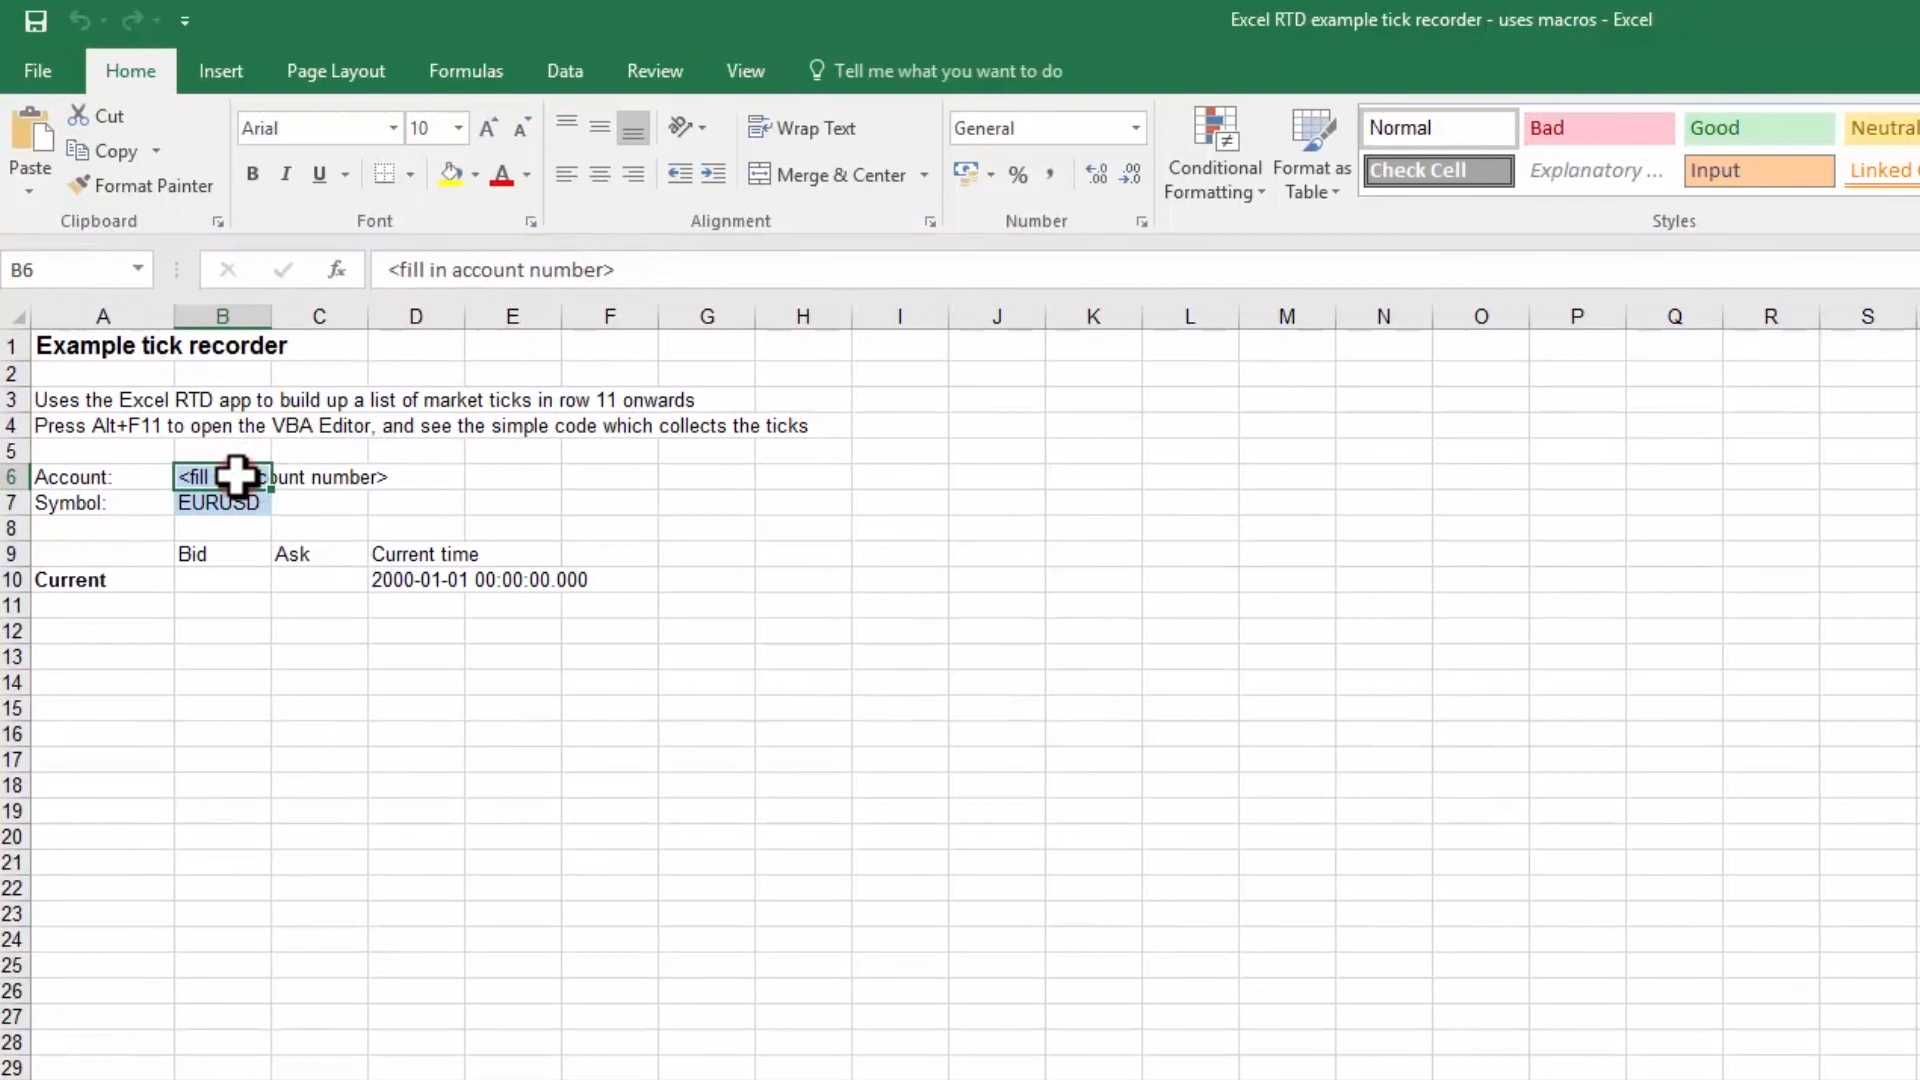 Excel RTD example tick recorder - uses macros - Excel
File Home Insert Page Layout Formulas Data Review View Tell me what you want to do
Paste
Cut
Copy
Format Painter
Clipboard
Arial 10
B I U
Font
Wrap Text
Merge & Center
Alignment
General
%
Number
Conditional Formatting
Format as Table
Normal Bad Good Neutral
Check Cell Explanatory ... Input Linked
Styles
B6 fx <fill in account number>
A B C D E F G H I J K L M N O P Q R S
1 Example tick recorder
2
3 Uses the Excel RTD app to build up a list of market ticks in row 11 onwards
4 Press Alt+F11 to open the VBA Editor, and see the simple code which collects the ticks
5
6 Account: <fill ount number>
7 Symbol: EURUSD
8
9 Bid Ask Current time
10 Current 2000-01-01 00:00:00.000
11
12
13
14
15
16
17
18
19
20
21
22
23
24
25
26
27
28
29